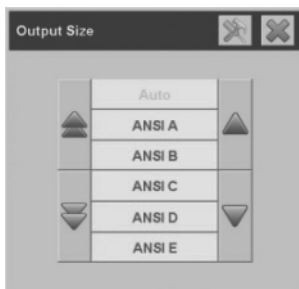 Output Size
Auto
ANSI A
ANSI B
ANSI C
ANSI D
ANSI E